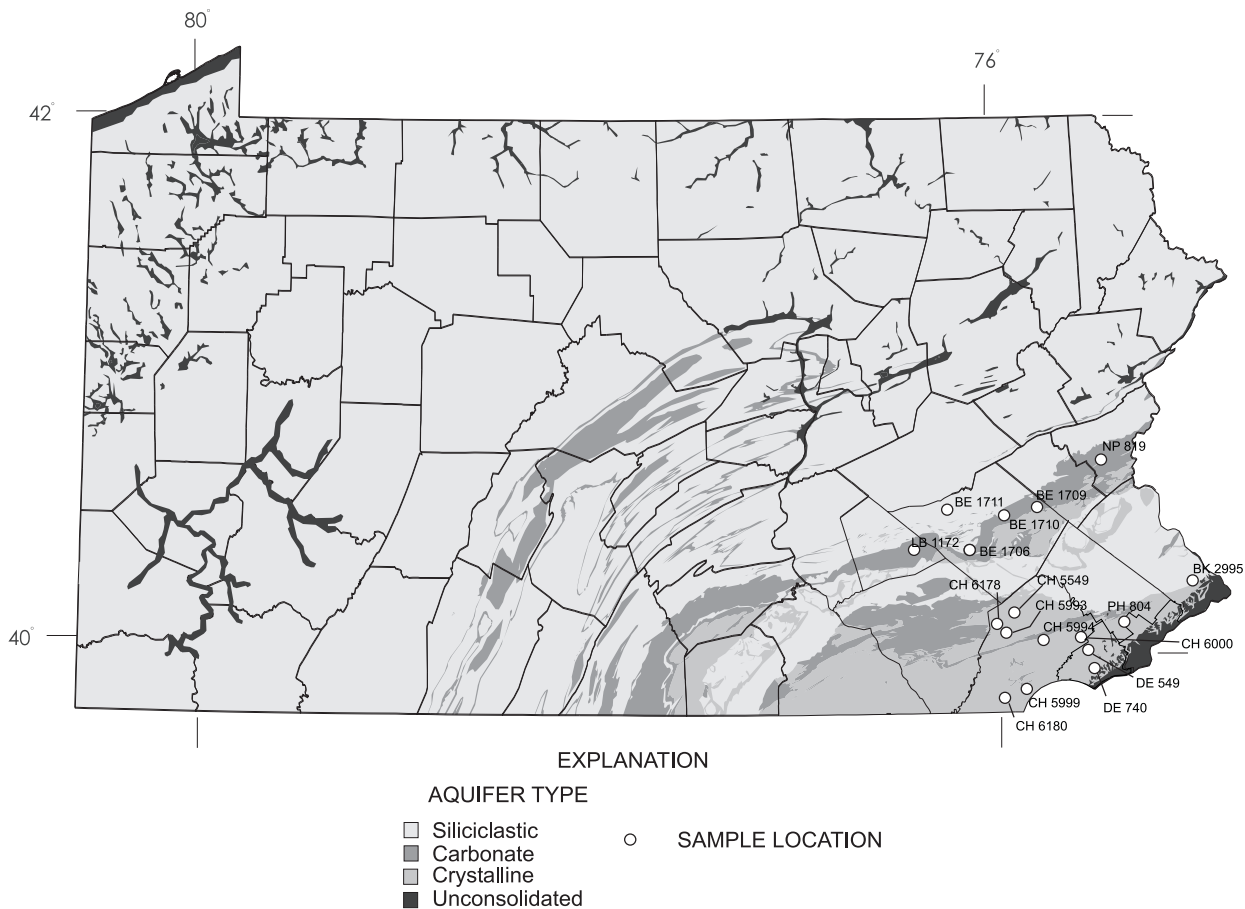 80°
76°
42°
NP 819
BE 1711
BE 1709
BE 1710
LB 1172
BE 1706
BK 2995
CH 6178
CH 5549
CH 5993
PH 804
CH 5994
40°
CH 6000
DE 549
CH 5999
DE 740
CH 6180
EXPLANATION
AQUIFER TYPE
Siliciclastic
SAMPLE LOCATION
Carbonate
Crystalline
Unconsolidated